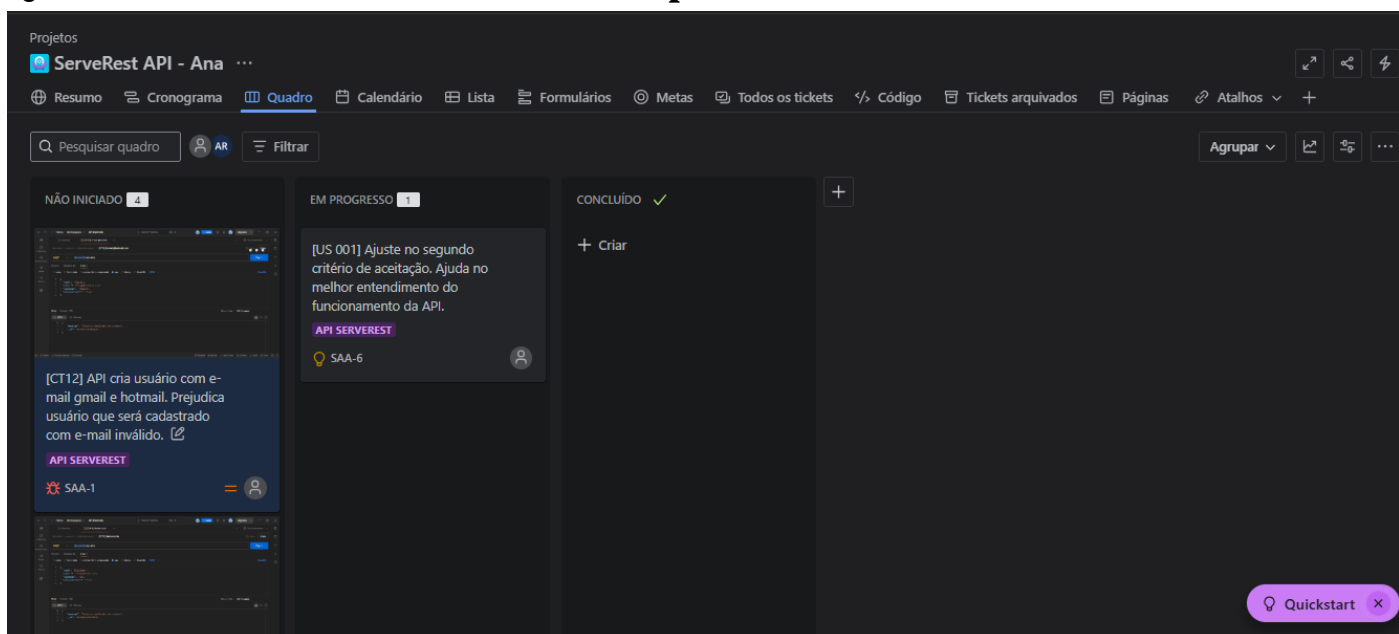 Projetos
ServeRest API - Ana
Resumo Cronograma Quadro Calendário Lista Formulários Metas Todos os tickets Código Tickets arquivados Páginas Atalhos
Pesquisar quadro AR Filtrar Agrupar
NÃO INICIADO 4
EM PROGRESSO 1
CONCLUÍDO
Criar
[US 001] Ajuste no segundo
critério de aceitação. Ajuda no
melhor entendimento do
funcionamento da API.
API SERVEREST
SAA-6
[CT12] API cria usuário com e-
mail gmail e hotmail. Prejudica
usuário que será cadastrado
com e-mail inválido.
API SERVEREST
SAA-1
Quickstart